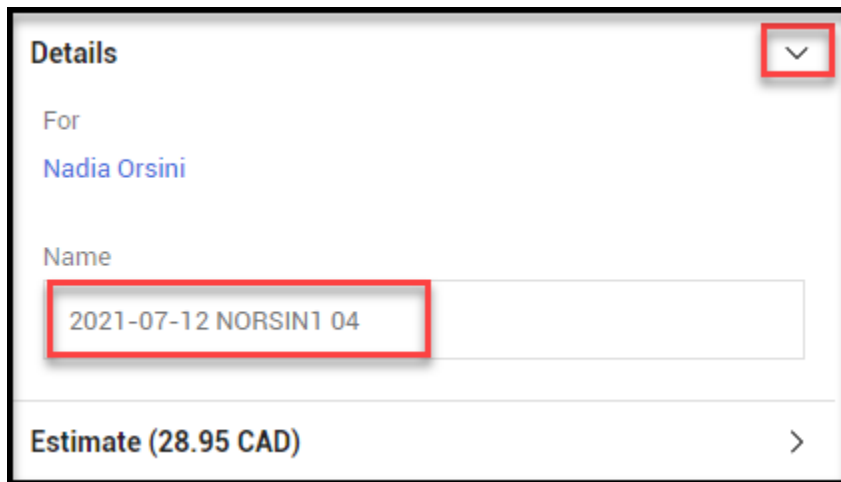 Details
For
Nadia Orsini
Name
2021-07-12 NORSIN1 04
Estimate (28.95 CAD)